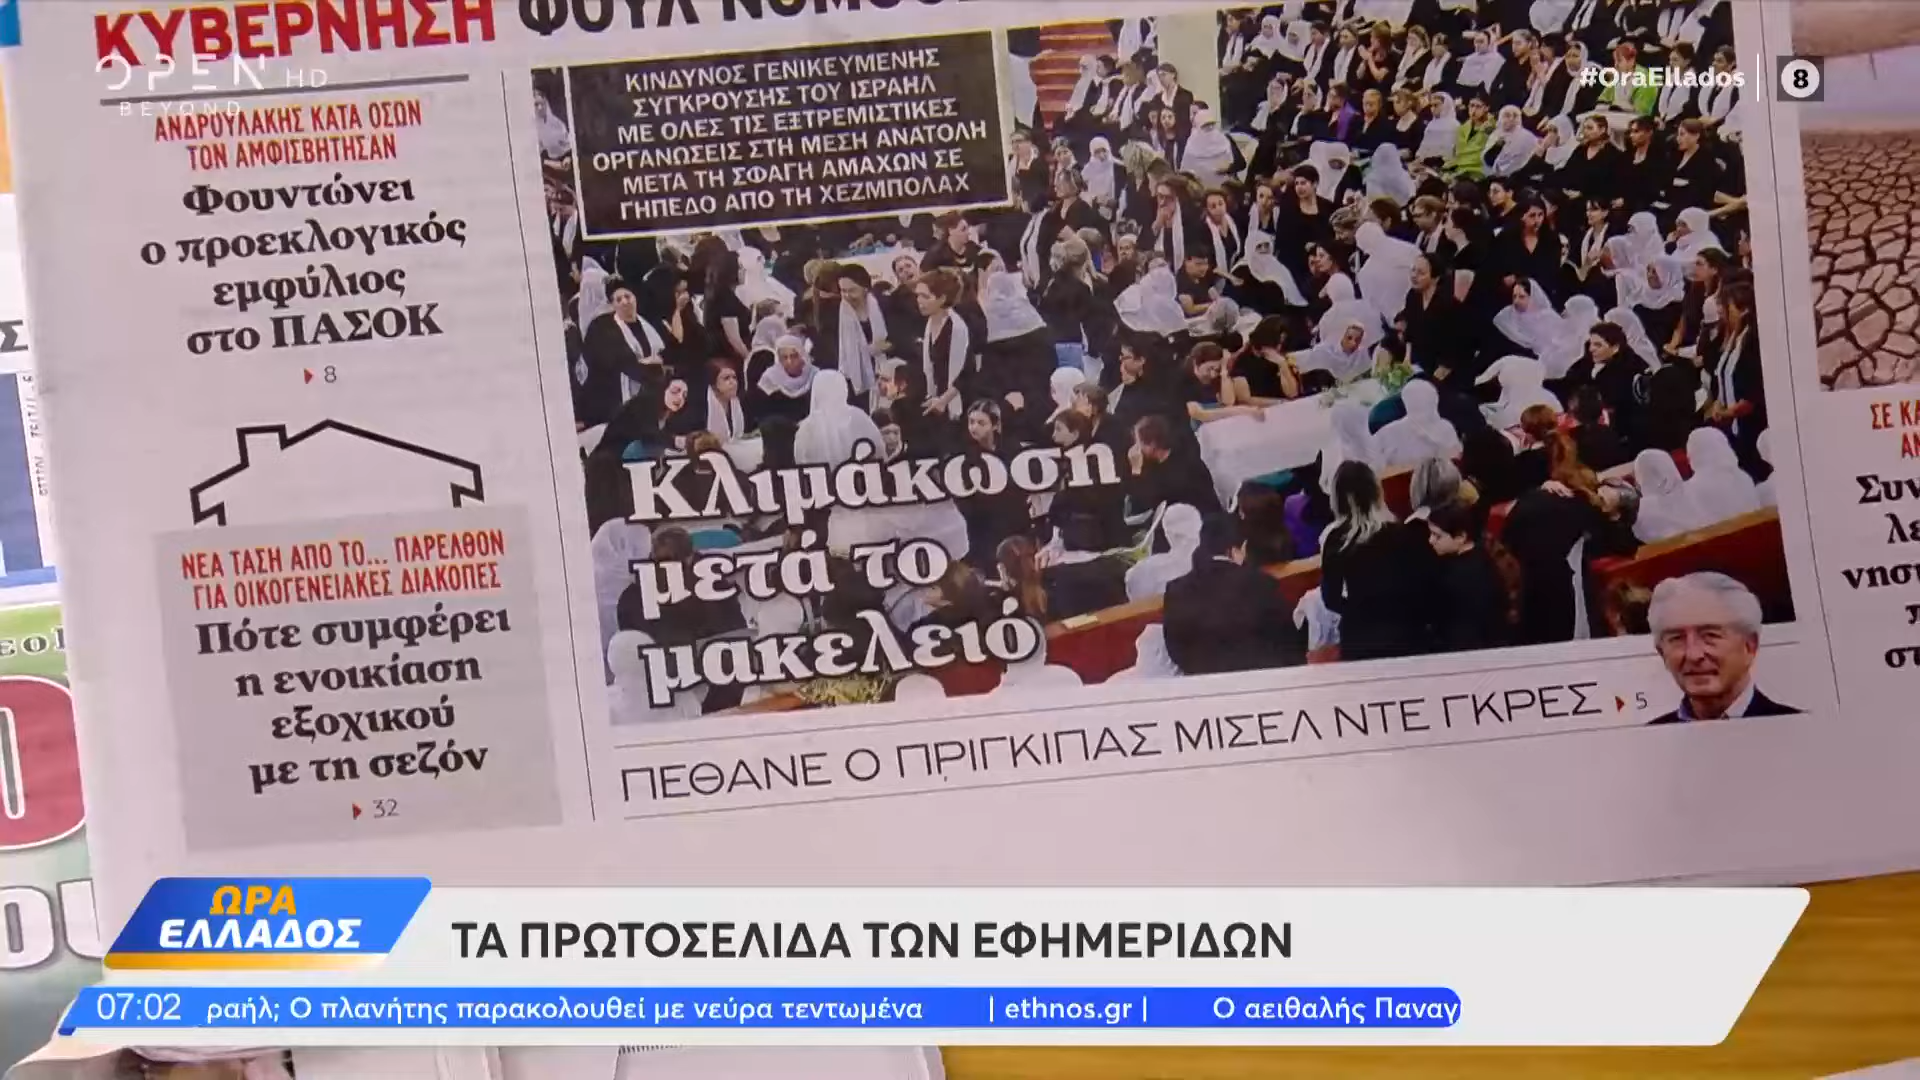 ΚΥΒΕΡΝΗΣΗ
OPEN HD
BEYOND
#OraEllados
8
ΑΝΔΡΟΥΛΑΚΗΣ ΚΑΤΑ ΟΣΩΝ
ΤΟΝ ΑΜΦΙΣΒΗΤΗΣΑΝ
Φουντώνει
ο προεκλογικός
εμφύλιος
στο ΠΑΣΟΚ
8
ΝΕΑ ΤΑΣΗ ΑΠΟ ΤΟ... ΠΑΡΕΛΘΟΝ
ΓΙΑ ΟΙΚΟΓΕΝΕΙΑΚΕΣ ΔΙΑΚΟΠΕΣ
Πότε συμφέρει
η ενοικίαση
εξοχικού
με τη σεζόν
32
ΚΙΝΔΥΝΟΣ ΓΕΝΙΚΕΥΜΕΝΗΣ
ΣΥΓΚΡΟΥΣΗΣ ΤΟΥ ΙΣΡΑΗΛ
ΜΕ ΟΛΕΣ ΤΙΣ ΕΞΤΡΕΜΙΣΤΙΚΕΣ
ΟΡΓΑΝΩΣΕΙΣ ΣΤΗ ΜΕΣΗ ΑΝΑΤΟΛΗ
ΜΕΤΑ ΤΗ ΣΦΑΓΗ ΑΜΑΧΩΝ ΣΕ
ΓΗΠΕΔΟ ΑΠΟ ΤΗ ΧΕΖΜΠΟΛΑΧ
Κλιμάκωση
μετά το
μακελειό
ΠΕΘΑΝΕ Ο ΠΡΙΓΚΙΠΑΣ ΜΙΣΕΛ ΝΤΕ ΓΚΡΕΣ 5
ΩΡΑ
ΕΛΛΑΔΟΣ
ΤΑ ΠΡΩΤΟΣΕΛΙΔΑ ΤΩΝ ΕΦΗΜΕΡΙΔΩΝ
07:02 ραήλ; Ο πλανήτης παρακολουθεί με νεύρα τεντωμένα | ethnos.gr | Ο αειθαλής Παναγ